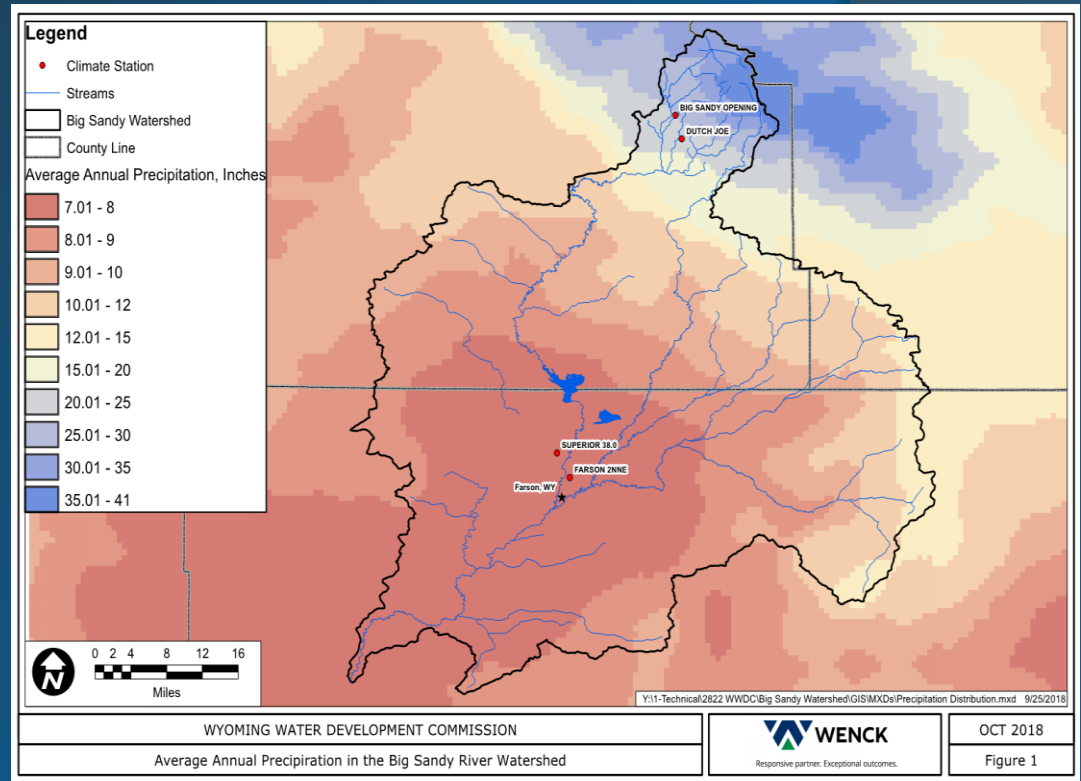 Legend
Climate Station
Streams
Big Sandy Watershed
County Line
Average Annual Precipitation, Inches
7.01 - 8
8.01 - 9
9.01 - 10
10.01 - 12
12.01 - 15
15.01 - 20
20.01 - 25
25.01 - 30
30.01 - 35
35.01 - 41
BIG SANDY OPENING
DUTCH JOE
SUPERIOR 38.0
FARSON 2NNE
Farson, WY
N
0 2 4 8 12 16
Miles
Y:\1-Technical\2822 WWDC\Big Sandy Watershed\GIS\MXDs\Precipitation Distribution.mxd 9/25/2018
WYOMING WATER DEVELOPMENT COMMISSION
Average Annual Precipiration in the Big Sandy River Watershed
WENCK
Responsive partner. Exceptional outcomes.
OCT 2018
Figure 1